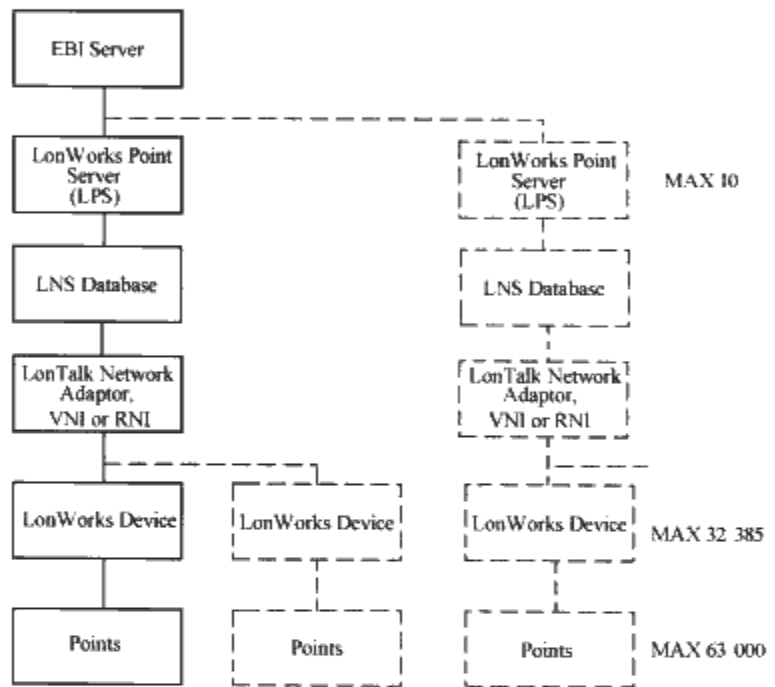 EBI Server
LonWorks Point
Server
(LPS)
LonWorks Point
Server
(LPS)
MAX 10
LNS Database
LNS Database
LonTalk Network
Adaptor,
VNI or RNI
LonTalk Network
Adaptor,
VNI or RNI
LonWorks Device
LonWorks Device
LonWorks Device
MAX 32 385
Points
Points
Points
MAX 63 000